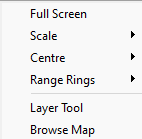 Full Screen
Scale
Centre
Range Rings
Layer Tool
Browse Map